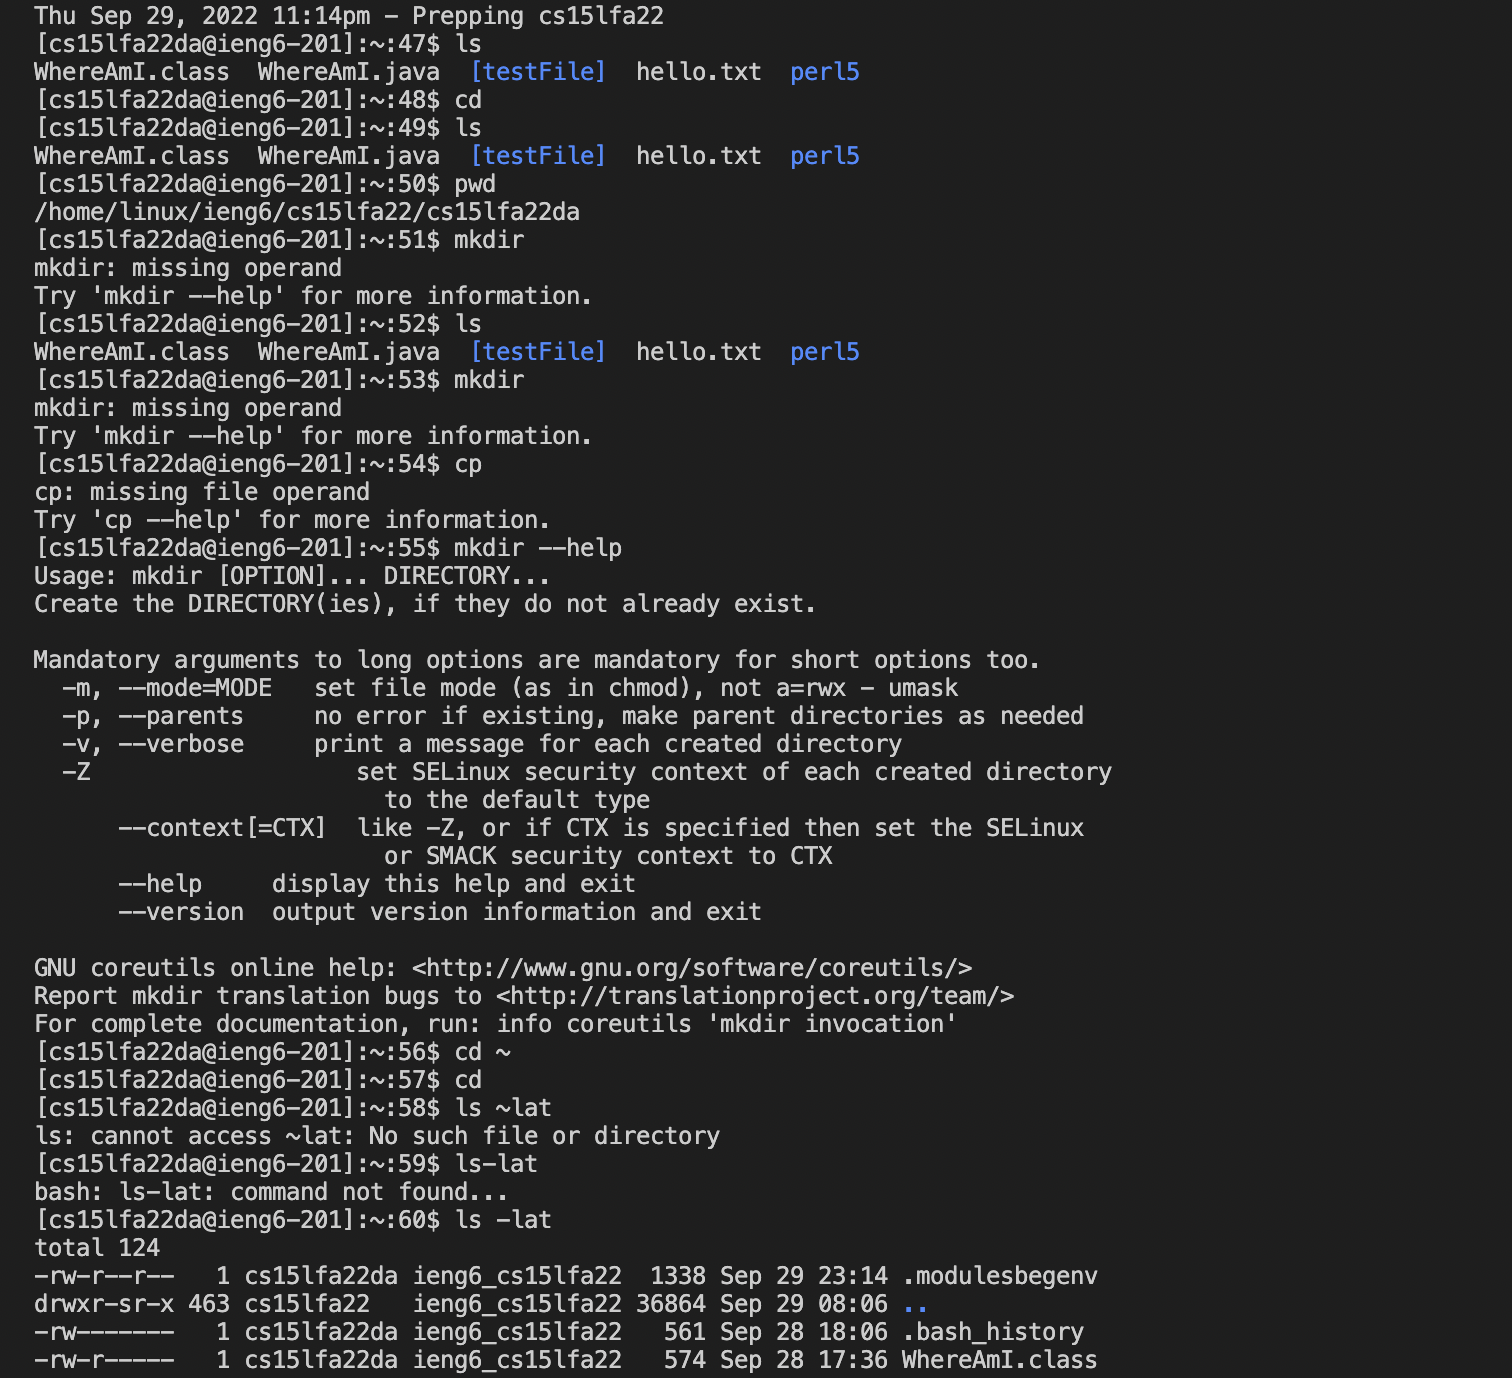 Thu Sep 29, 2022 11:14pm - Prepping cs15lfa22
[cs15lfa22da@ieng6-201]:~:47$ ls
WhereAmI.class  WhereAmI.java  [testFile]  hello.txt  perl5
[cs15lfa22da@ieng6-201]:~:48$ cd
[cs15lfa22da@ieng6-201]:~:49$ ls
WhereAmI.class  WhereAmI.java  [testFile]  hello.txt  perl5
[cs15lfa22da@ieng6-201]:~:50$ pwd
/home/linux/ieng6/cs15lfa22/cs15lfa22da
[cs15lfa22da@ieng6-201]:~:51$ mkdir
mkdir: missing operand
Try 'mkdir --help' for more information.
[cs15lfa22da@ieng6-201]:~:52$ ls
WhereAmI.class  WhereAmI.java  [testFile]  hello.txt  perl5
[cs15lfa22da@ieng6-201]:~:53$ mkdir
mkdir: missing operand
Try 'mkdir --help' for more information.
[cs15lfa22da@ieng6-201]:~:54$ cp
cp: missing file operand
Try 'cp --help' for more information.
[cs15lfa22da@ieng6-201]:~:55$ mkdir --help
Usage: mkdir [OPTION]... DIRECTORY...
Create the DIRECTORY(ies), if they do not already exist.

Mandatory arguments to long options are mandatory for short options too.
  -m, --mode=MODE   set file mode (as in chmod), not a=rwx - umask
  -p, --parents     no error if existing, make parent directories as needed
  -v, --verbose     print a message for each created directory
  -Z                   set SELinux security context of each created directory
                         to the default type
      --context[=CTX]  like -Z, or if CTX is specified then set the SELinux
                         or SMACK security context to CTX
      --help     display this help and exit
      --version  output version information and exit

GNU coreutils online help: <http://www.gnu.org/software/coreutils/>
Report mkdir translation bugs to <http://translationproject.org/team/>
For complete documentation, run: info coreutils 'mkdir invocation'
[cs15lfa22da@ieng6-201]:~:56$ cd ~
[cs15lfa22da@ieng6-201]:~:57$ cd
[cs15lfa22da@ieng6-201]:~:58$ ls ~lat
ls: cannot access ~lat: No such file or directory
[cs15lfa22da@ieng6-201]:~:59$ ls-lat
bash: ls-lat: command not found...
[cs15lfa22da@ieng6-201]:~:60$ ls -lat
total 124
-rw-r--r--   1 cs15lfa22da ieng6_cs15lfa22  1338 Sep 29 23:14 .modulesbegenv
drwxr-sr-x 463 cs15lfa22   ieng6_cs15lfa22 36864 Sep 29 08:06 ..
-rw-------   1 cs15lfa22da ieng6_cs15lfa22   561 Sep 28 18:06 .bash_history
-rw-r-----   1 cs15lfa22da ieng6_cs15lfa22   574 Sep 28 17:36 WhereAmI.class